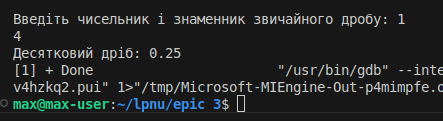 Введіть чисельник і знаменник звичайного дробу: 1
4
Десятковий дріб: 0.25
[1] + Done "/usr/bin/gdb" --inte
v4hzkq2.pui" 1>"/tmp/Microsoft-MIEngine-Out-p4mimpfe.o
max@max-user:~/lpnu/epic 3$